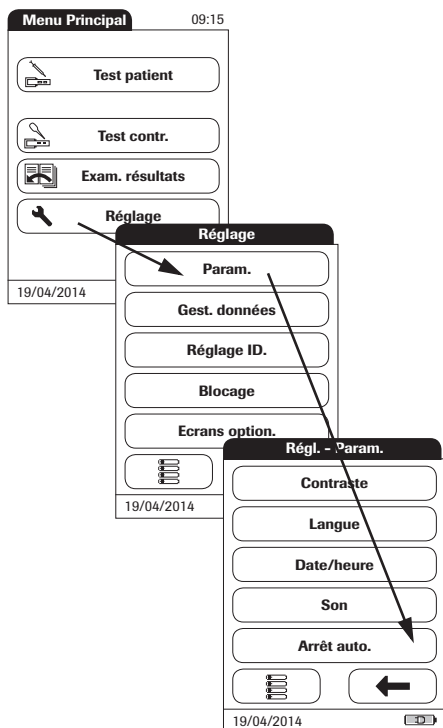 Menu Principal 09:15
Test patient
Test contr.
Exam. résultats
Réglage
19/04/2014
Réglage
Param.
Gest. données
Réglage ID.
Blocage
Ecrans option.
19/04/2014
Régl. - Param.
Contraste
Langue
Date/heure
Son
Arrêt auto.
19/04/2014